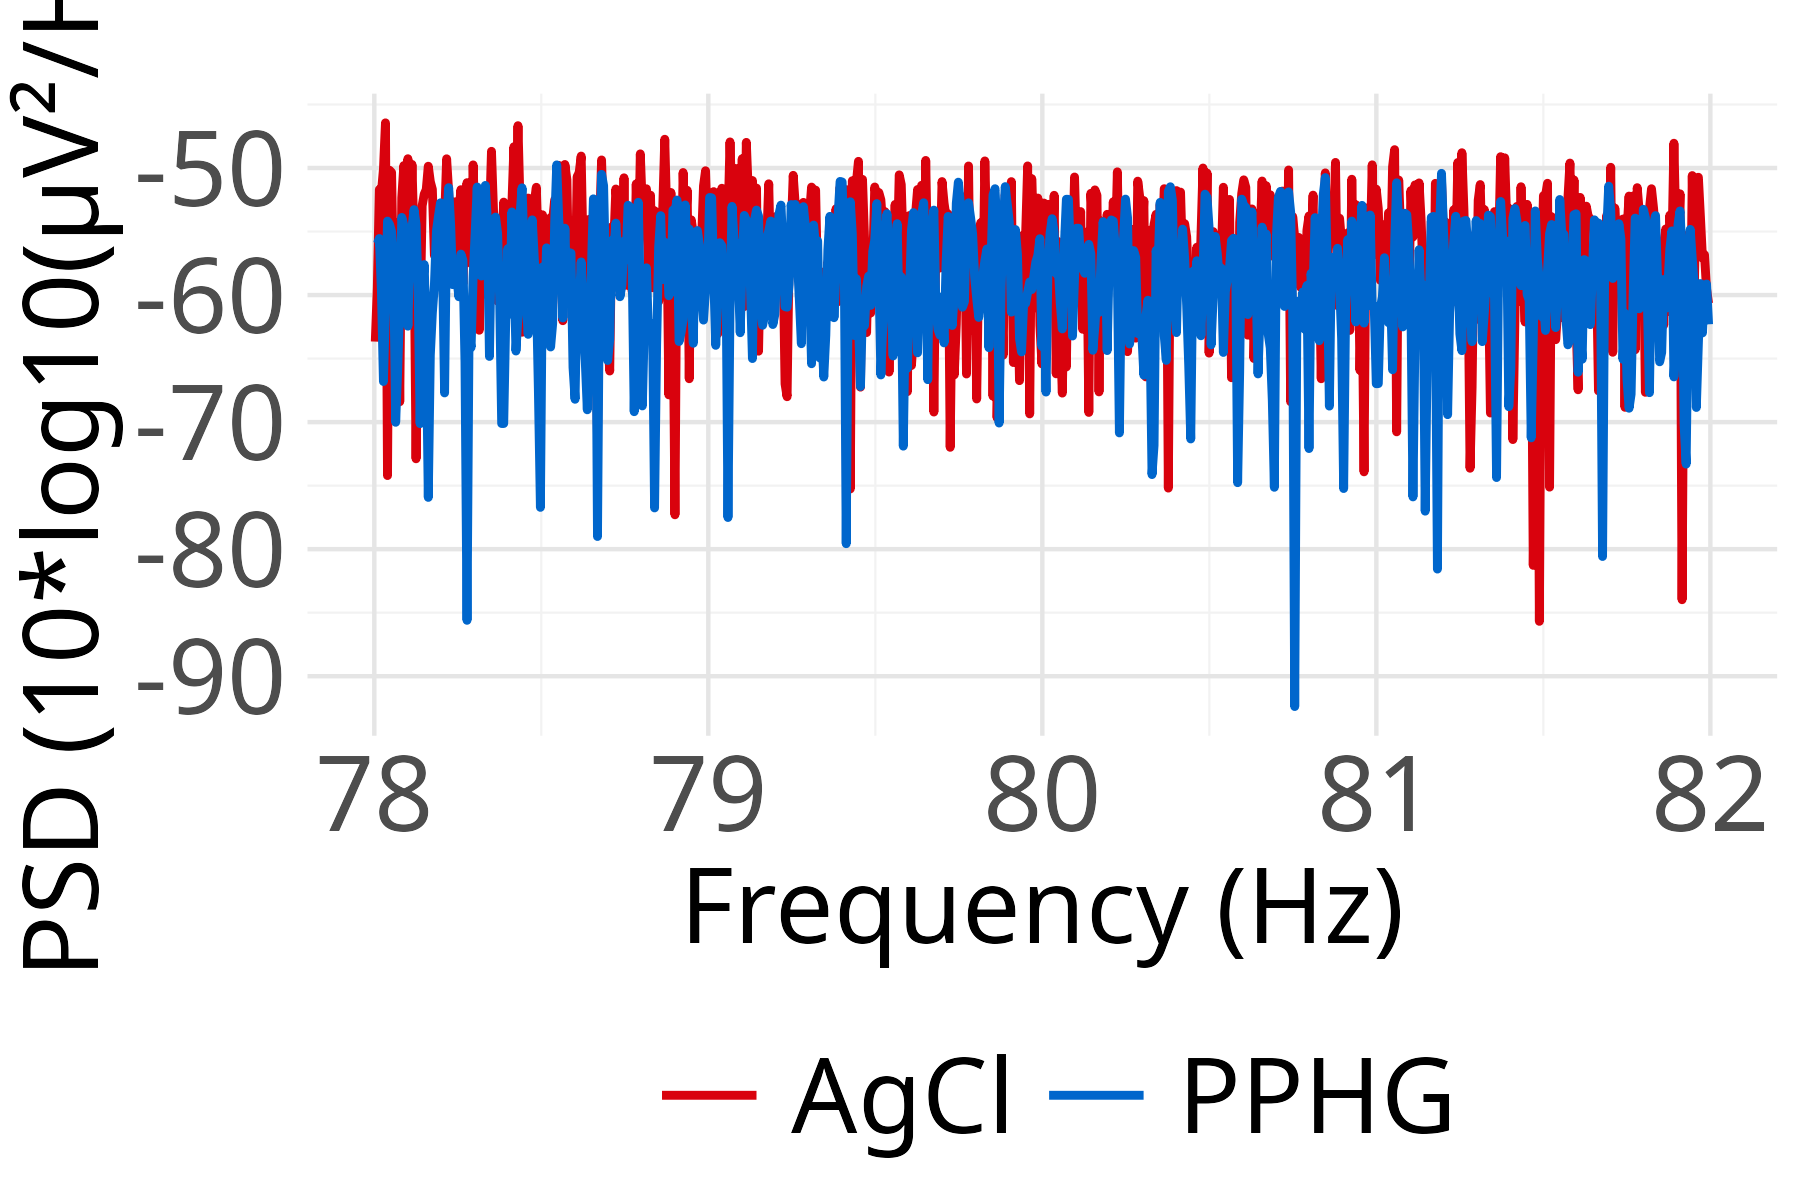 PSD (10*log10(μV²/H
-50
-60
-70
-80
-90
78 79 80 81 82
Frequency (Hz)
AgCl PPHG